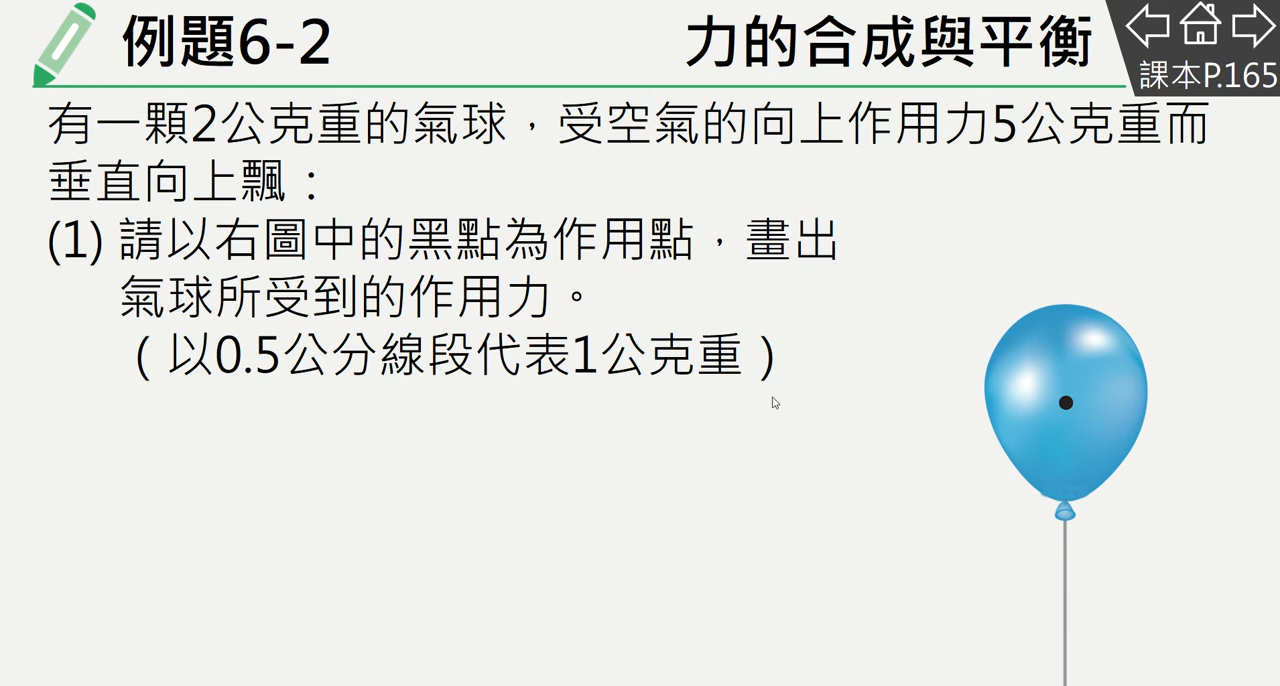 例題6-2
力的合成與平衡
課本P.165
有一顆2公克重的氣球，受空氣的向上作用力5公克重而
垂直向上飄：
(1) 請以右圖中的黑點為作用點，畫出
氣球所受到的作用力。
（以0.5公分線段代表1公克重）